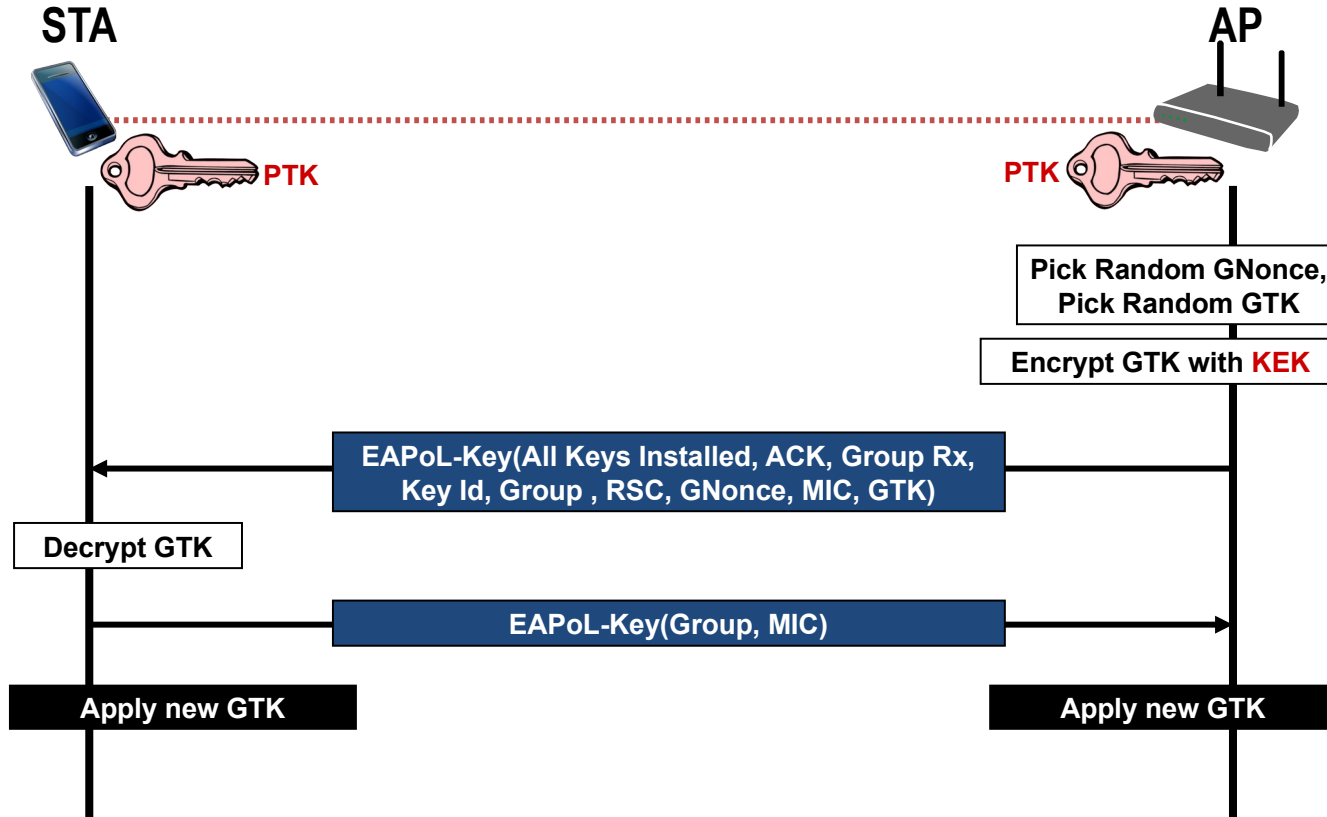 STA
AP
PTK
PTK
Pick Random GNonce,
Pick Random GTK
Encrypt GTK with KEK
EAPoL-Key(All Keys Installed, ACK, Group Rx,
Key Id, Group , RSC, GNonce, MIC, GTK)
Decrypt GTK
EAPoL-Key(Group, MIC)
Apply new GTK
Apply new GTK